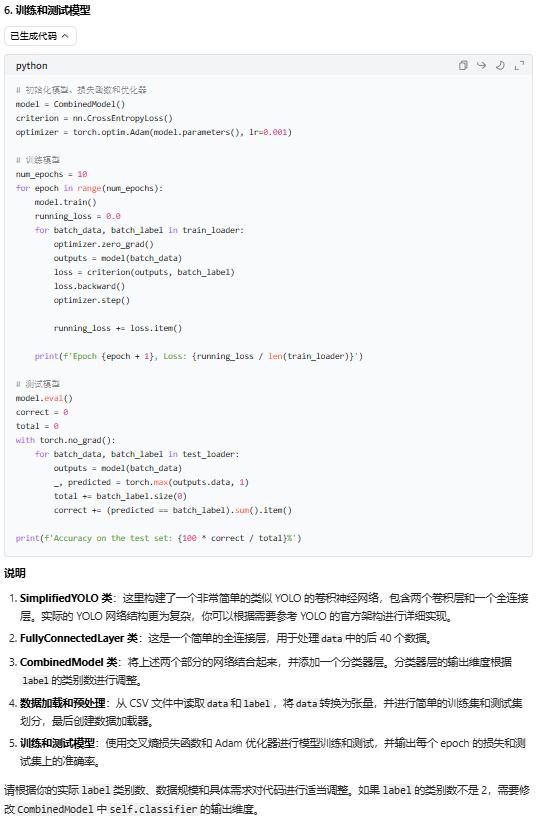 6. 训练和测试模型
已生成代码
python
# 初始化模型、损失函数和优化器
model = CombinedModel()
criterion = nn.CrossEntropyLoss()
optimizer = torch.optim.Adam(model.parameters(), lr=0.001)
# 训练模型
num_epochs = 10
for epoch in range(num_epochs):
    model.train()
    running_loss = 0.0
    for batch_data, batch_label in train_loader:
        optimizer.zero_grad()
        outputs = model(batch_data)
        loss = criterion(outputs, batch_label)
        loss.backward()
        optimizer.step()
        running_loss += loss.item()
    print(f'Epoch {epoch + 1}, Loss: {running_loss / len(train_loader)}')
# 测试模型
model.eval()
correct = 0
total = 0
with torch.no_grad():
    for batch_data, batch_label in test_loader:
        outputs = model(batch_data)
        _, predicted = torch.max(outputs.data, 1)
        total += batch_label.size(0)
        correct += (predicted == batch_label).sum().item()
print(f'Accuracy on the test set: {100 * correct / total}%')
说明
1. SimplifiedYOLO 类：这里构建了一个非常简单的类似 YOLO 的卷积神经网络，包含两个卷积层和一个全连接
层。实际的 YOLO 网络结构更为复杂，你可以根据需要参考 YOLO 的官方架构进行详细实现。
2. FullyConnectedLayer 类：这是一个简单的全连接层，用于处理 data 中的后 40 个数据。
3. CombinedModel 类：将上述两个部分的网络结合起来，并添加一个分类器层。分类器层的输出维度根据
label 的类别数进行调整。
4. 数据加载和预处理：从 CSV 文件中读取 data 和 label ，将 data 转换为张量，并进行简单的训练集和测试集
划分，最后创建数据加载器。
5. 训练和测试模型：使用交叉熵损失函数和 Adam 优化器进行模型训练和测试，并输出每个 epoch 的损失和测
试集上的准确率。
请根据你的实际 label 类别数、数据规模和具体需求对代码进行适当调整。如果 label 的类别数不是 2，需要修
改 CombinedModel 中 self.classifier 的输出维度。